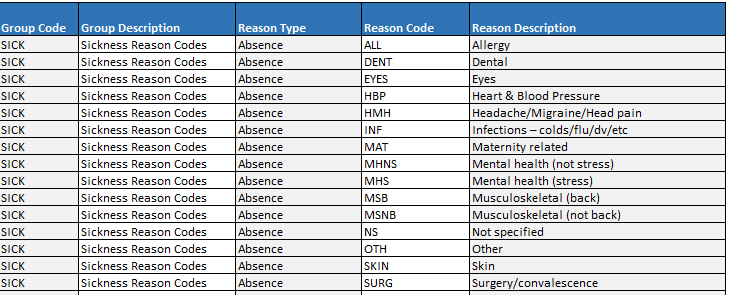 Group Code Group Description Reason Type Reason Code Reason Description
SICK Sickness Reason Codes Absence ALL Allergy
SICK Sickness Reason Codes Absence DENT Dental
SICK Sickness Reason Codes Absence EYES Eyes
SICK Sickness Reason Codes Absence HBP Heart & Blood Pressure
SICK Sickness Reason Codes Absence HMH Headache/Migraine/Head pain
SICK Sickness Reason Codes Absence INF Infections – colds/flu/dv/etc
SICK Sickness Reason Codes Absence MAT Maternity related
SICK Sickness Reason Codes Absence MHNS Mental health (not stress)
SICK Sickness Reason Codes Absence MHS Mental health (stress)
SICK Sickness Reason Codes Absence MSB Musculoskeletal (back)
SICK Sickness Reason Codes Absence MSNB Musculoskeletal (not back)
SICK Sickness Reason Codes Absence NS Not specified
SICK Sickness Reason Codes Absence OTH Other
SICK Sickness Reason Codes Absence SKIN Skin
SICK Sickness Reason Codes Absence SURG Surgery/convalescence